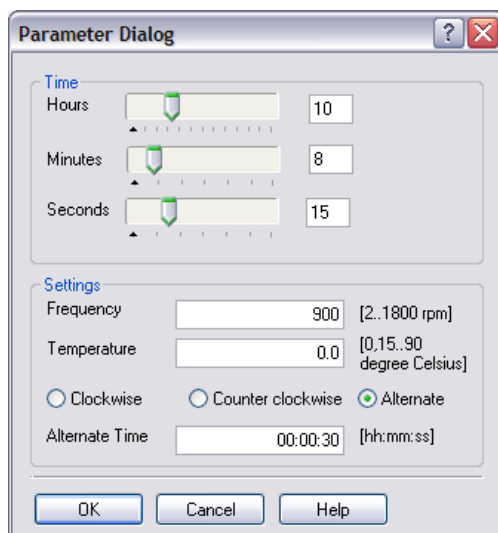 Parameter Dialog
?
Time
Hours 10
Minutes 8
Seconds 15
Settings
Frequency 900 [2..1800 rpm]
Temperature 0.0 [0,15..90
degree Celsius]
Clockwise Counter clockwise Alternate
Alternate Time 00:00:30 [hh:mm:ss]
OK Cancel Help